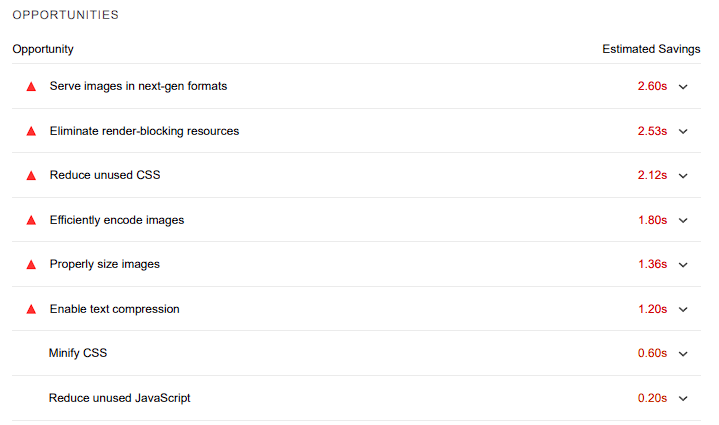 OPPORTUNITIES
Opportunity Estimated Savings
Serve images in next-gen formats 2.60s
Eliminate render-blocking resources 2.53s
Reduce unused CSS 2.12s
Efficiently encode images 1.80s
Properly size images 1.36s
Enable text compression 1.20s
Minify CSS 0.60s
Reduce unused JavaScript 0.20s